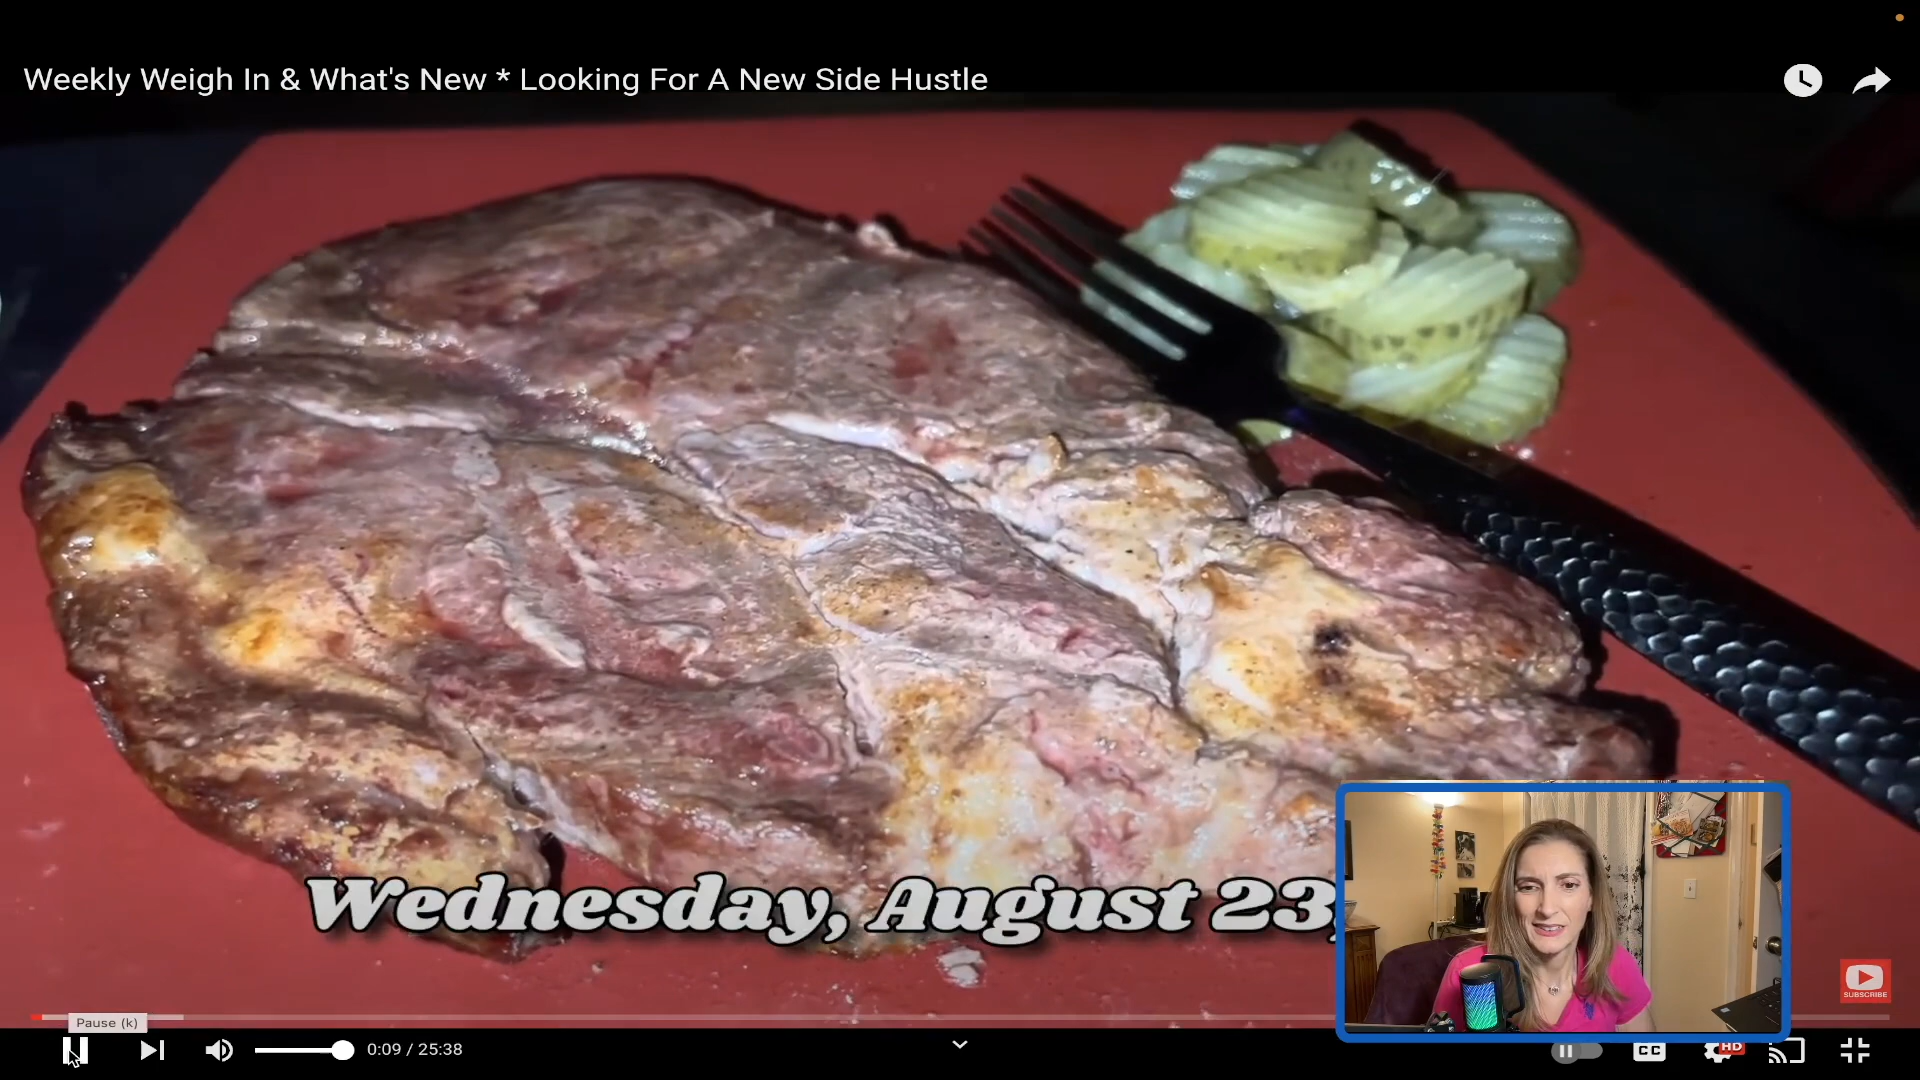 Weekly Weigh In & What's New * Looking For A New Side Hustle
Wednesday, August 23,
SUBSCRIBE
Pause (k)
0:09 / 25:38
CC
HD